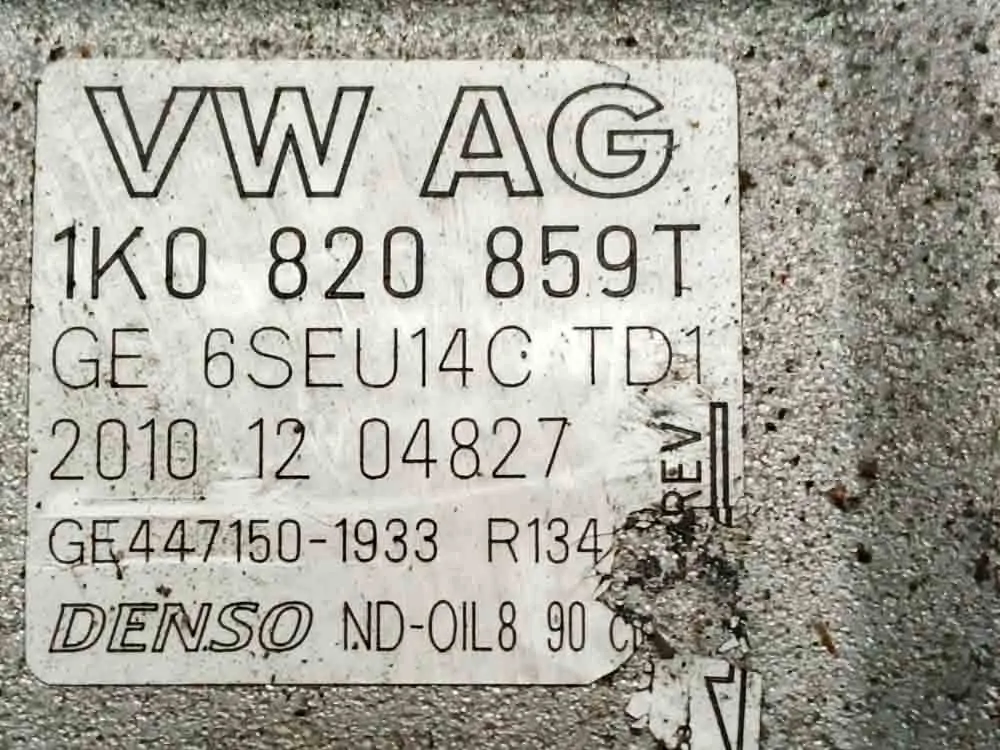 VW AG
1K0 820 859T
GE 6SEU14C TD1
2010 12 04827
REV
GE447150-1933 R134
DENSO ND-OIL8 90